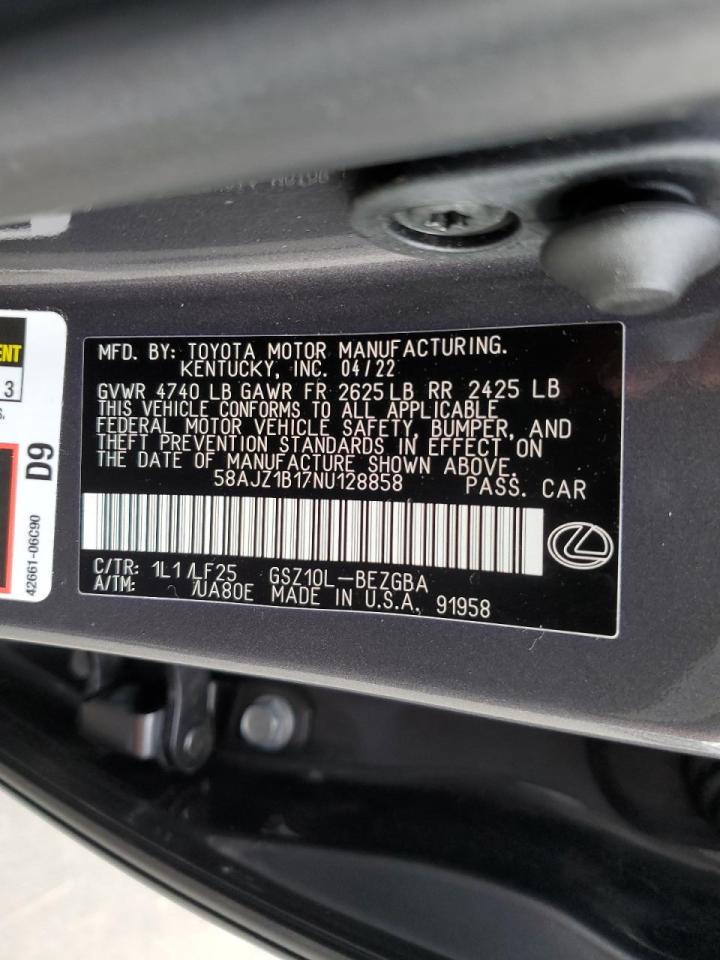 MFD. BY: TOYOTA MOTOR MANUFACTURING.
KENTUCKY, INC. 04/22
GVWR 4740 LB GAWR FR 2625 LB RR 2425 LB
THIS VEHICLE CONFORMS TO ALL APPLICABLE
FEDERAL MOTOR VEHICLE SAFETY, BUMPER, AND
THEFT PREVENTION STANDARDS IN EFFECT ON
THE DATE OF MANUFACTURE SHOWN ABOVE.
58AJZ1B17NU128858 PASS. CAR
C/TR: 1L1 /LF25 GSZ10L-BEZGBA
A/TM: /UA80E MADE IN U.S.A. 91958
3
D9
42661-06C90